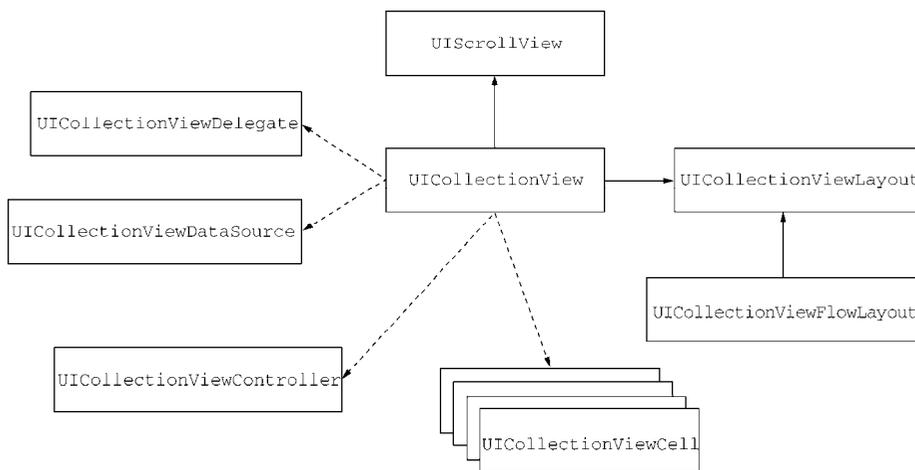 UIScrollView
UICollectionViewDelegate
UICollectionView
UICollectionViewLayout
UICollectionViewDataSource
UICollectionViewFlowLayout
UICollectionViewController
UICollectionViewCell